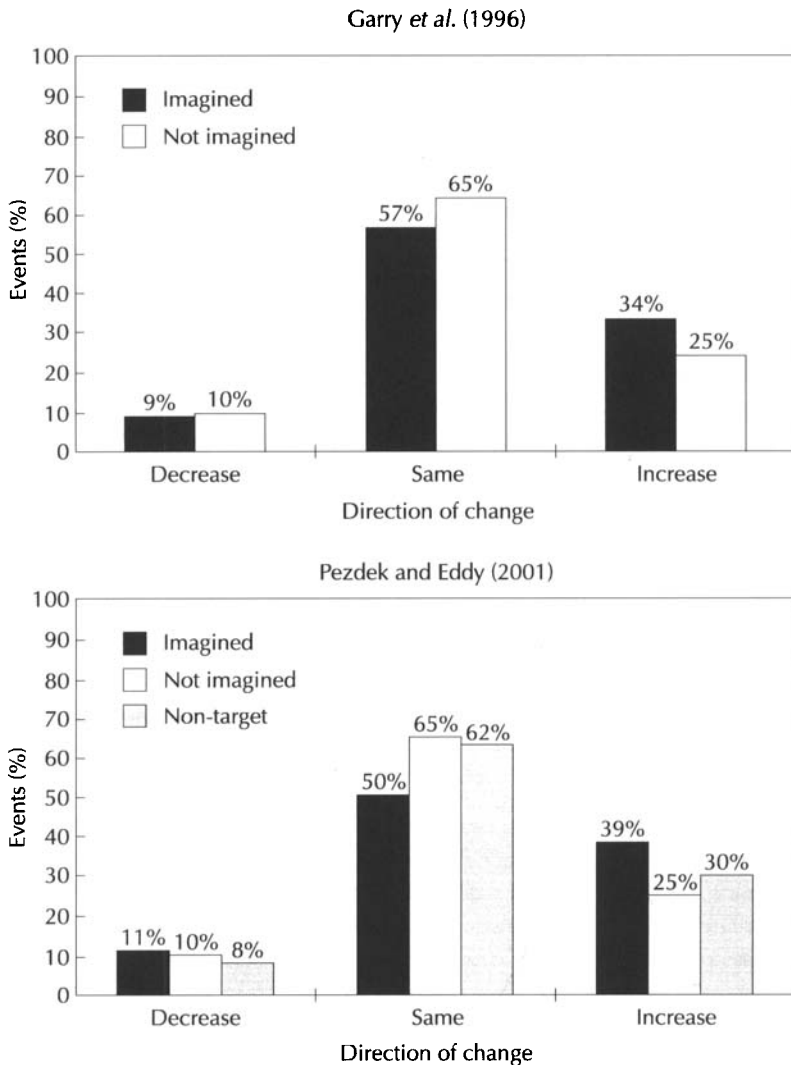 Garry et al. (1996)
100
90
80
70
60
50
40
30
20
10
0
Events (%)
Imagined
Not imagined
9%
10%
57%
65%
34%
25%
Decrease
Same
Increase
Direction of change
Pezdek and Eddy (2001)
100
90
80
70
60
50
40
30
20
10
0
Events (%)
Imagined
Not imagined
Non-target
11%
10%
8%
50%
65%
62%
39%
25%
30%
Decrease
Same
Increase
Direction of change